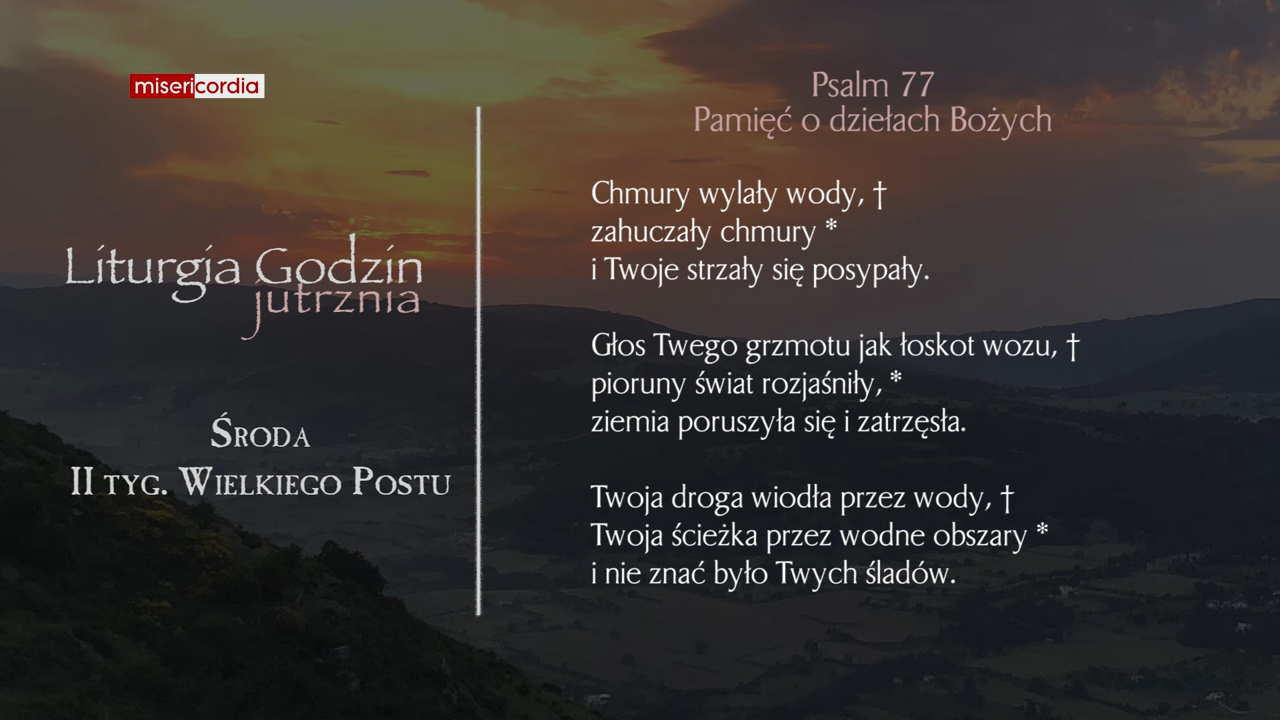 misericordia
Liturgia Godzin
jutrznia
Środa
II tyg. Wielkiego Postu
Psalm 77
Pamięć o dziełach Bożych
Chmury wylały wody, †
zahuczały chmury *
i Twoje strzały się posypały.
Głos Twego grzmotu jak łoskot wozu, †
pioruny świat rozjaśniły, *
ziemia poruszyła się i zatrzęsła.
Twoja droga wiodła przez wody, †
Twoja ścieżka przez wodne obszary *
i nie znać było Twych śladów.